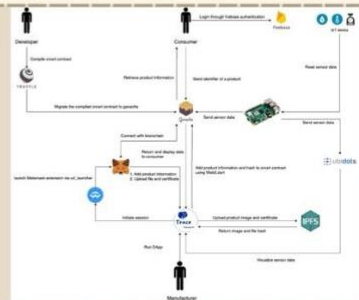 Login through firebase authentication
Firebase
Developer
Consumer
IoT devices
Compile smart contract
Read sensor data
TRUFFLE
Retrieve product information
Send identifier of a product
Migrate the compiled smart contract to ganache
Ganache
Send sensor data
Send sensor data
Connect with blockchain
Return and display data
to consumer
1. Add product information
2. Upload file and certificate
Add product information and hash to smart contract
using Web3.dart
ubidots
launch Metamask extension via url_launcher
Initiate session
Trace
Upload product image and certificate
IPFS
Return image and file hash
Run DApp
Visualize sensor data
Manufacturer